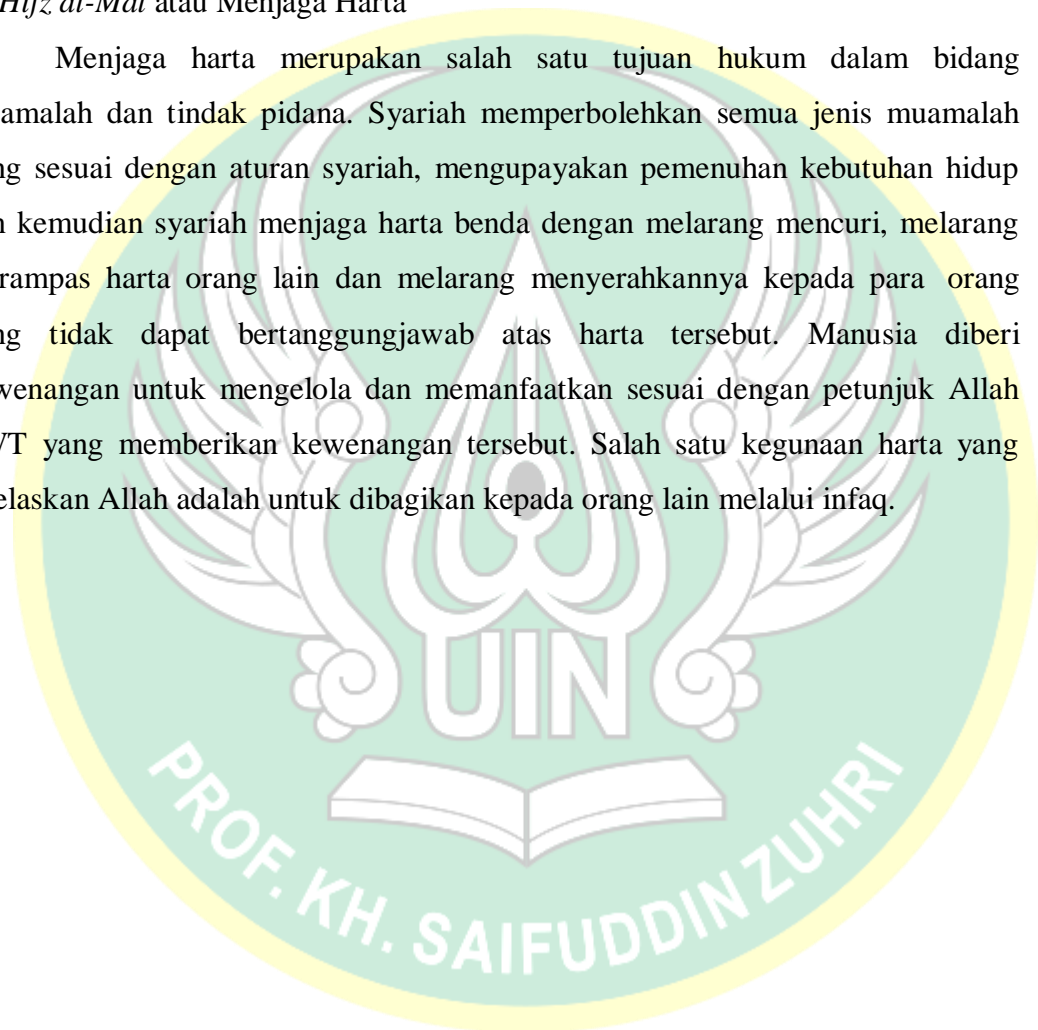 Hifz al-Mal atau Menjaga Harta
Menjaga harta merupakan salah satu tujuan hukum dalam bidang
amalah dan tindak pidana. Syariah memperbolehkan semua jenis muamalah
ng sesuai dengan aturan syariah, mengupayakan pemenuhan kebutuhan hidup
n kemudian syariah menjaga harta benda dengan melarang mencuri, melarang
rampas harta orang lain dan melarang menyerahkannya kepada para orang
ng tidak dapat bertanggungjawab atas harta tersebut. Manusia diberi
wenangan untuk mengelola dan memanfaatkan sesuai dengan petunjuk Allah
VT yang memberikan kewenangan tersebut. Salah satu kegunaan harta yang
elaskan Allah adalah untuk dibagikan kepada orang lain melalui infaq.
UIN
PROF. KH. SAIFUDDIN ZUHRI